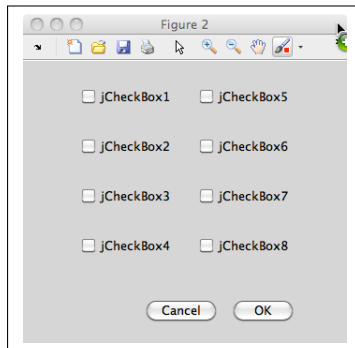 Figure 2
jCheckBox1 jCheckBox5
jCheckBox2 jCheckBox6
jCheckBox3 jCheckBox7
jCheckBox4 jCheckBox8
Cancel OK